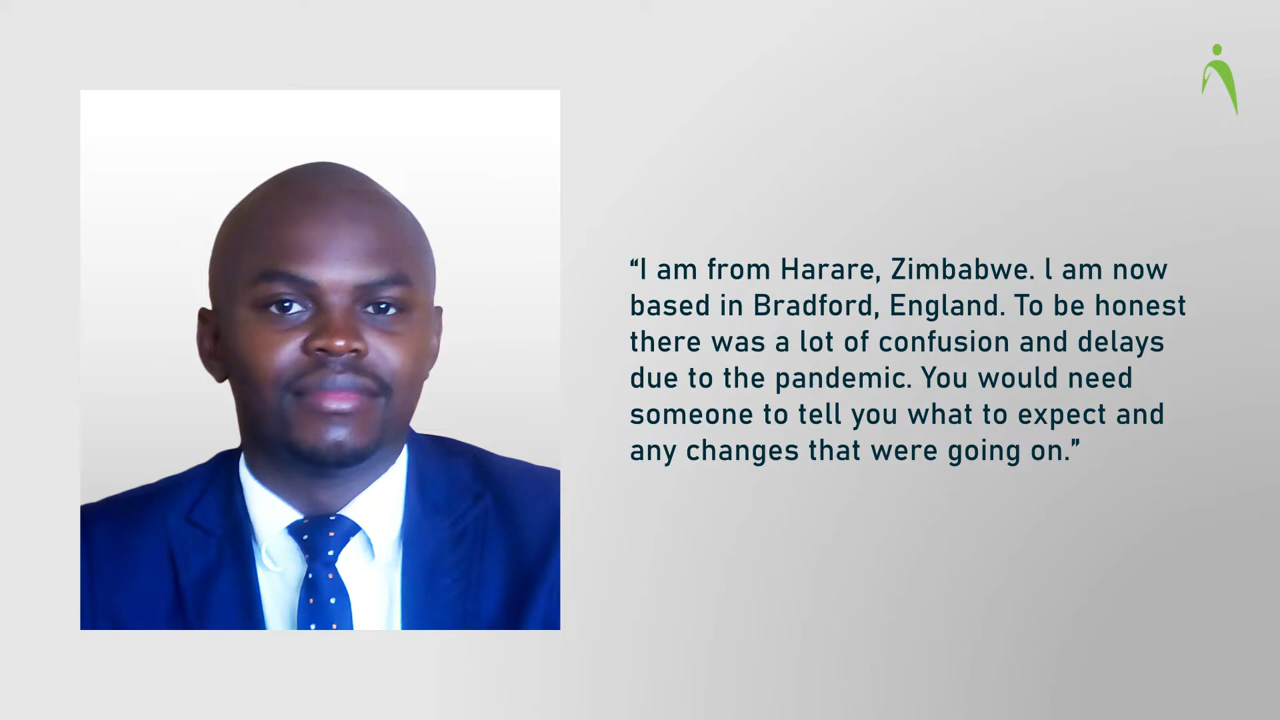 “I am from Harare, Zimbabwe. l am now
based in Bradford, England. To be honest
there was a lot of confusion and delays
due to the pandemic. You would need
someone to tell you what to expect and
any changes that were going on.”